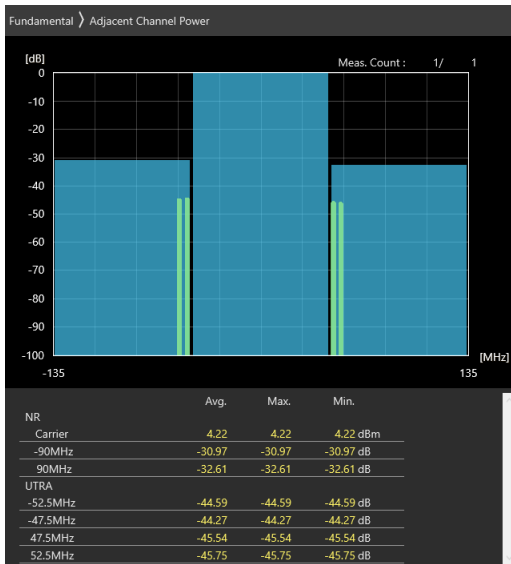 Fundamental 〉 Adjacent Channel Power
[dB]
Meas. Count : 1/ 1
0
-10
-20
-30
-40
-50
-60
-70
-80
-90
-100
[MHz]
-135 135
Avg. Max. Min.
NR
Carrier 4.22 4.22 4.22 dBm
-90MHz -30.97 -30.97 -30.97 dB
90MHz -32.61 -32.61 -32.61 dB
UTRA
-52.5MHz -44.59 -44.59 -44.59 dB
-47.5MHz -44.27 -44.27 -44.27 dB
47.5MHz -45.54 -45.54 -45.54 dB
52.5MHz -45.75 -45.75 -45.75 dB